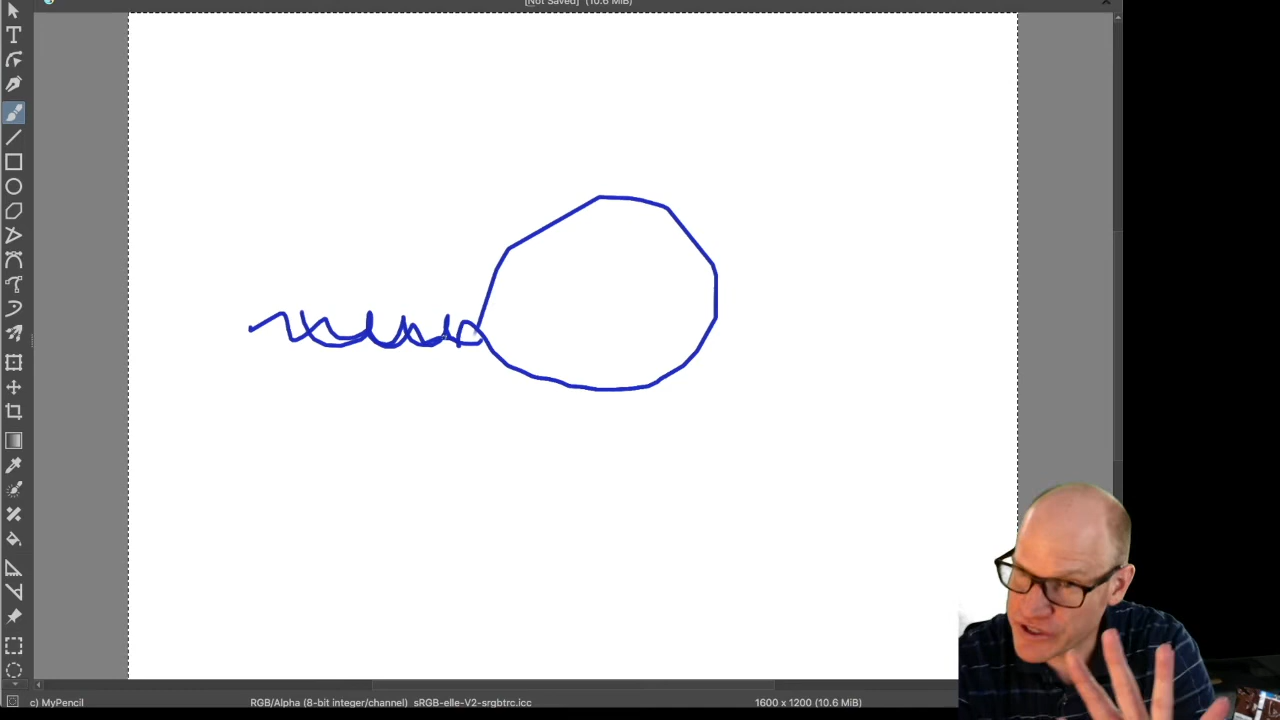 [Not Saved] (10.6 MiB)
T
c) MyPencil
RGB/Alpha (8-bit integer/channel) sRGB-elle-V2-srgbtrc.icc
1600 x 1200 (10.6 MiB)